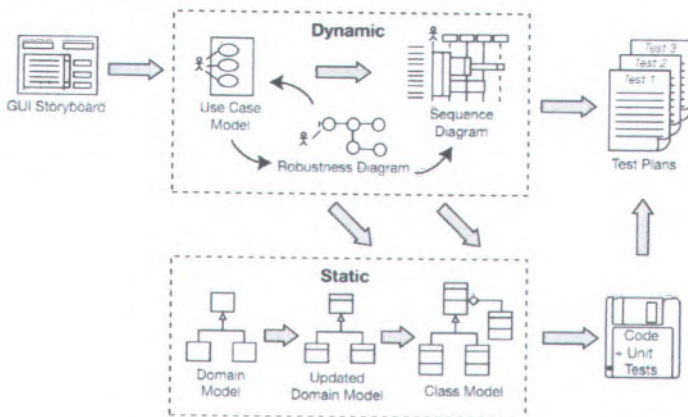 Dynamic
GUI Storyboard
Use Case
Model
Robustness Diagram
Sequence
Diagram
Test 3
Test 2
Test 1
Test Plans
Static
Domain
Model
Updated
Domain Model
Class Model
Code
+ Unit
Tests